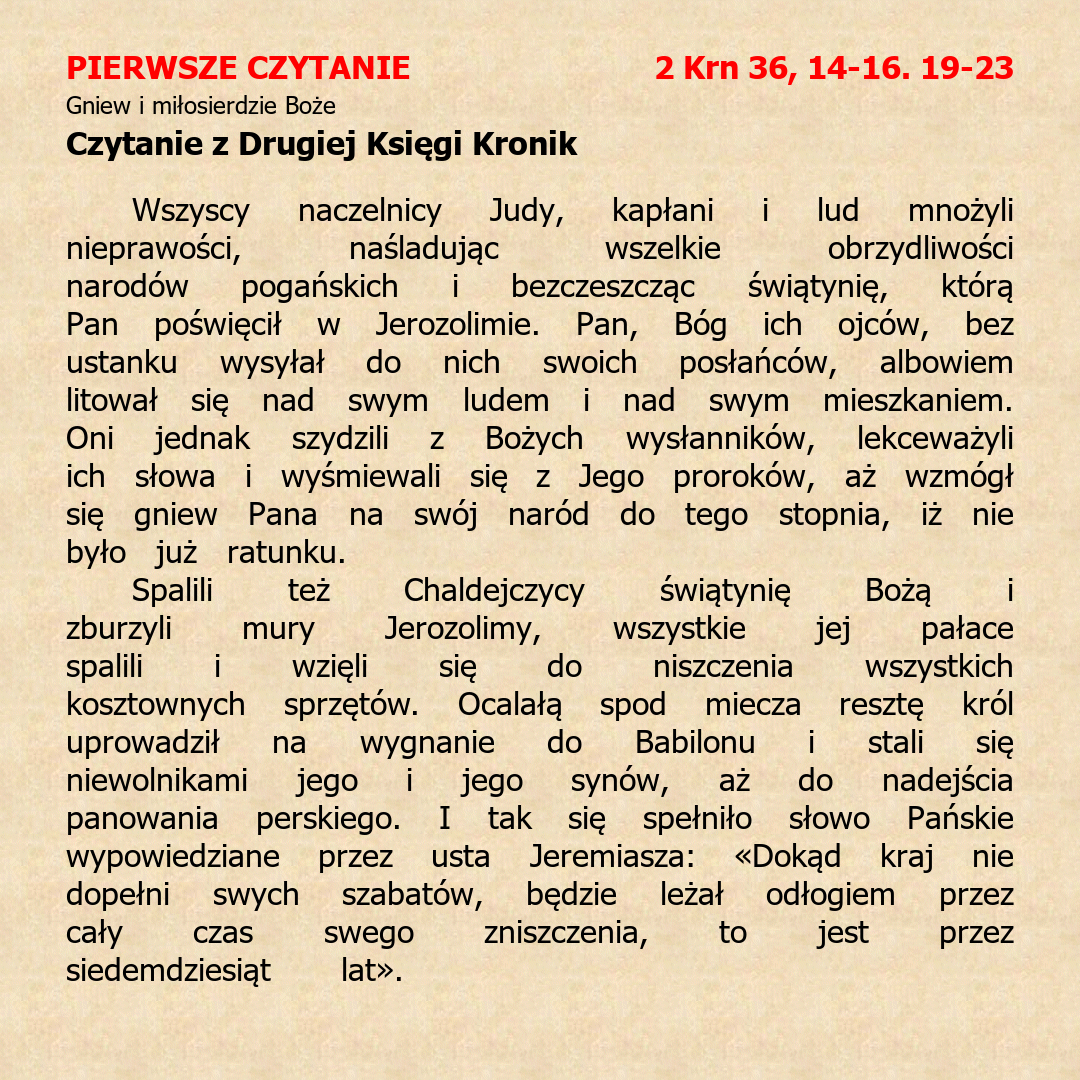 PIERWSZE CZYTANIE 2 Krn 36, 14-16. 19-23
Gniew i miłosierdzie Boże
Czytanie z Drugiej Księgi Kronik
Wszyscy naczelnicy Judy, kapłani i lud mnożyli
nieprawości, naśladując wszelkie obrzydliwości
narodów pogańskich i bezczeszcząc świątynię, którą
Pan poświęcił w Jerozolimie. Pan, Bóg ich ojców, bez
ustanku wysyłał do nich swoich posłańców, albowiem
litował się nad swym ludem i nad swym mieszkaniem.
Oni jednak szydzili z Bożych wysłanników, lekceważyli
ich słowa i wyśmiewali się z Jego proroków, aż wzmógł
się gniew Pana na swój naród do tego stopnia, iż nie
było już ratunku.
Spalili też Chaldejczycy świątynię Bożą i
zburzyli mury Jerozolimy, wszystkie jej pałace
spalili i wzięli się do niszczenia wszystkich
kosztownych sprzętów. Ocalałą spod miecza resztę król
uprowadził na wygnanie do Babilonu i stali się
niewolnikami jego i jego synów, aż do nadejścia
panowania perskiego. I tak się spełniło słowo Pańskie
wypowiedziane przez usta Jeremiasza: «Dokąd kraj nie
dopełni swych szabatów, będzie leżał odłogiem przez
cały czas swego zniszczenia, to jest przez
siedemdziesiąt lat».